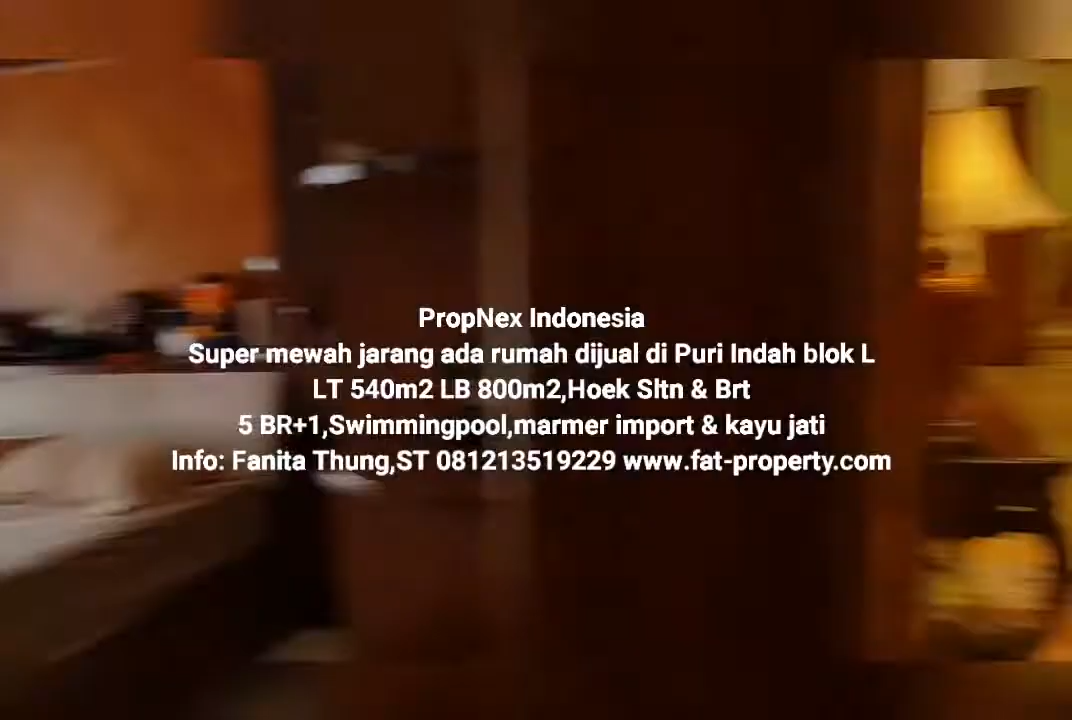 PropNex Indonesia
Super mewah jarang ada rumah dijual di Puri Indah blok L
LT 540m2 LB 800m2,Hoek Sltn & Brt
5 BR+1,Swimmingpool,marmer import & kayu jati
Info: Fanita Thung,ST 081213519229 www.fat-property.com